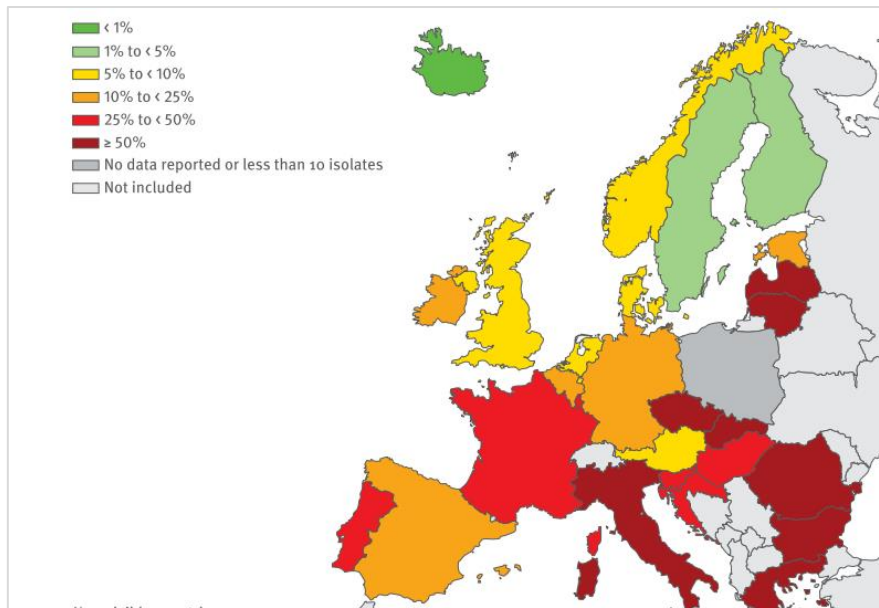 < 1%
1% to < 5%
5% to < 10%
10% to < 25%
25% to < 50%
≥ 50%
No data reported or less than 10 isolates
Not included